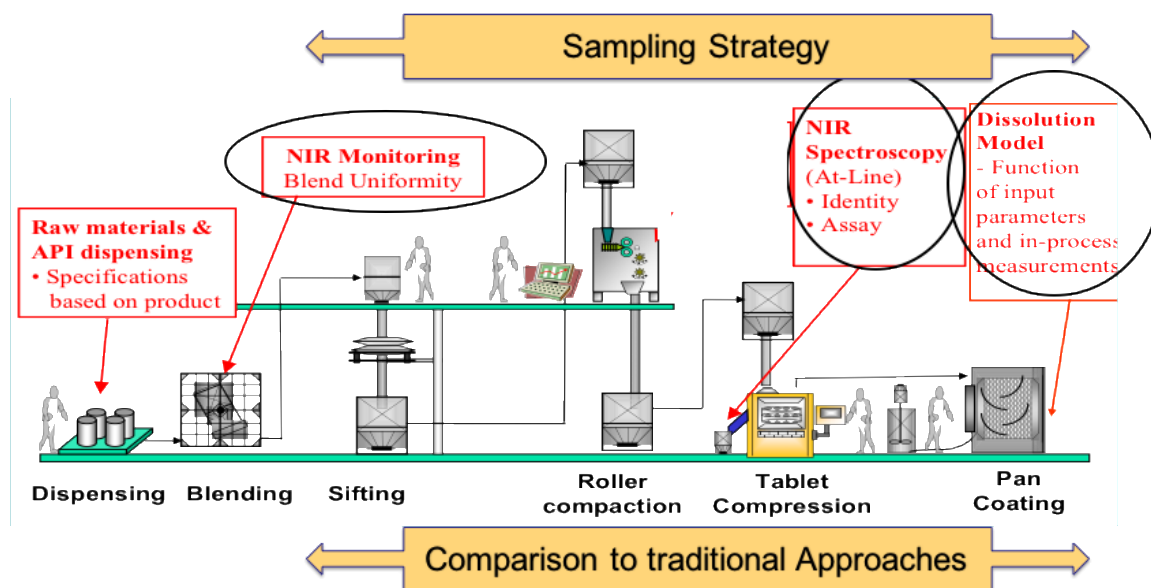 Sampling Strategy
NIR Monitoring
Blend Uniformity
NIR
Spectroscopy
(At-Line)
• Identity
• Assay
Dissolution
Model
- Function
of input
parameters
and in-process
measurements
Raw materials &
API dispensing
• Specifications
based on product
Dispensing
Blending
Sifting
Roller
compaction
Tablet
Compression
Pan
Coating
Comparison to traditional Approaches